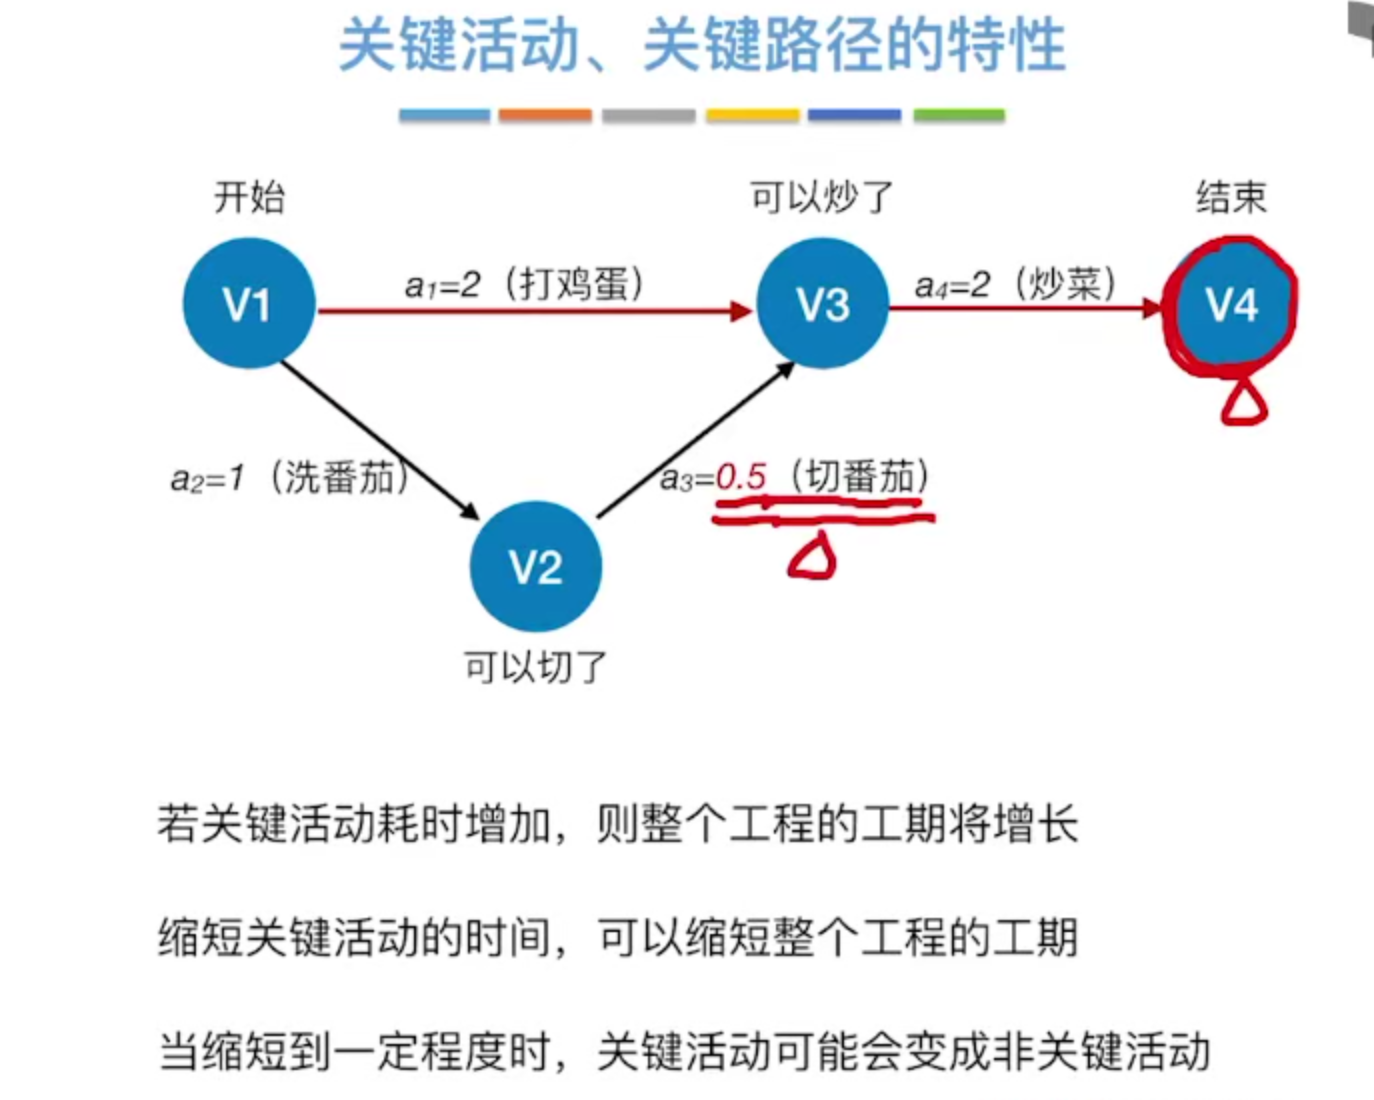 关键活动、关键路径的特性
开始
可以炒了
结束
V1
a₁=2（打鸡蛋）
V3
a₄=2（炒菜）
V4
a₂=1（洗番茄）
a₃=0.5（切番茄）
V2
可以切了
若关键活动耗时增加，则整个工程的工期将增长
缩短关键活动的时间，可以缩短整个工程的工期
当缩短到一定程度时，关键活动可能会变成非关键活动